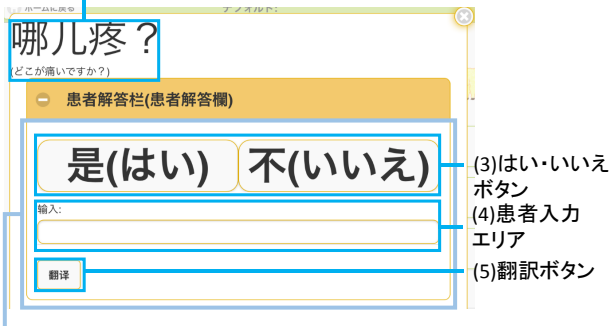 ホームに戻る
デフォルト:
哪儿疼？
(どこが痛いですか?)
患者解答栏(患者解答欄)
是(はい)
不(いいえ)
(3)はい・いいえ
ボタン
输入:
(4)患者入力
エリア
翻译
(5)翻訳ボタン